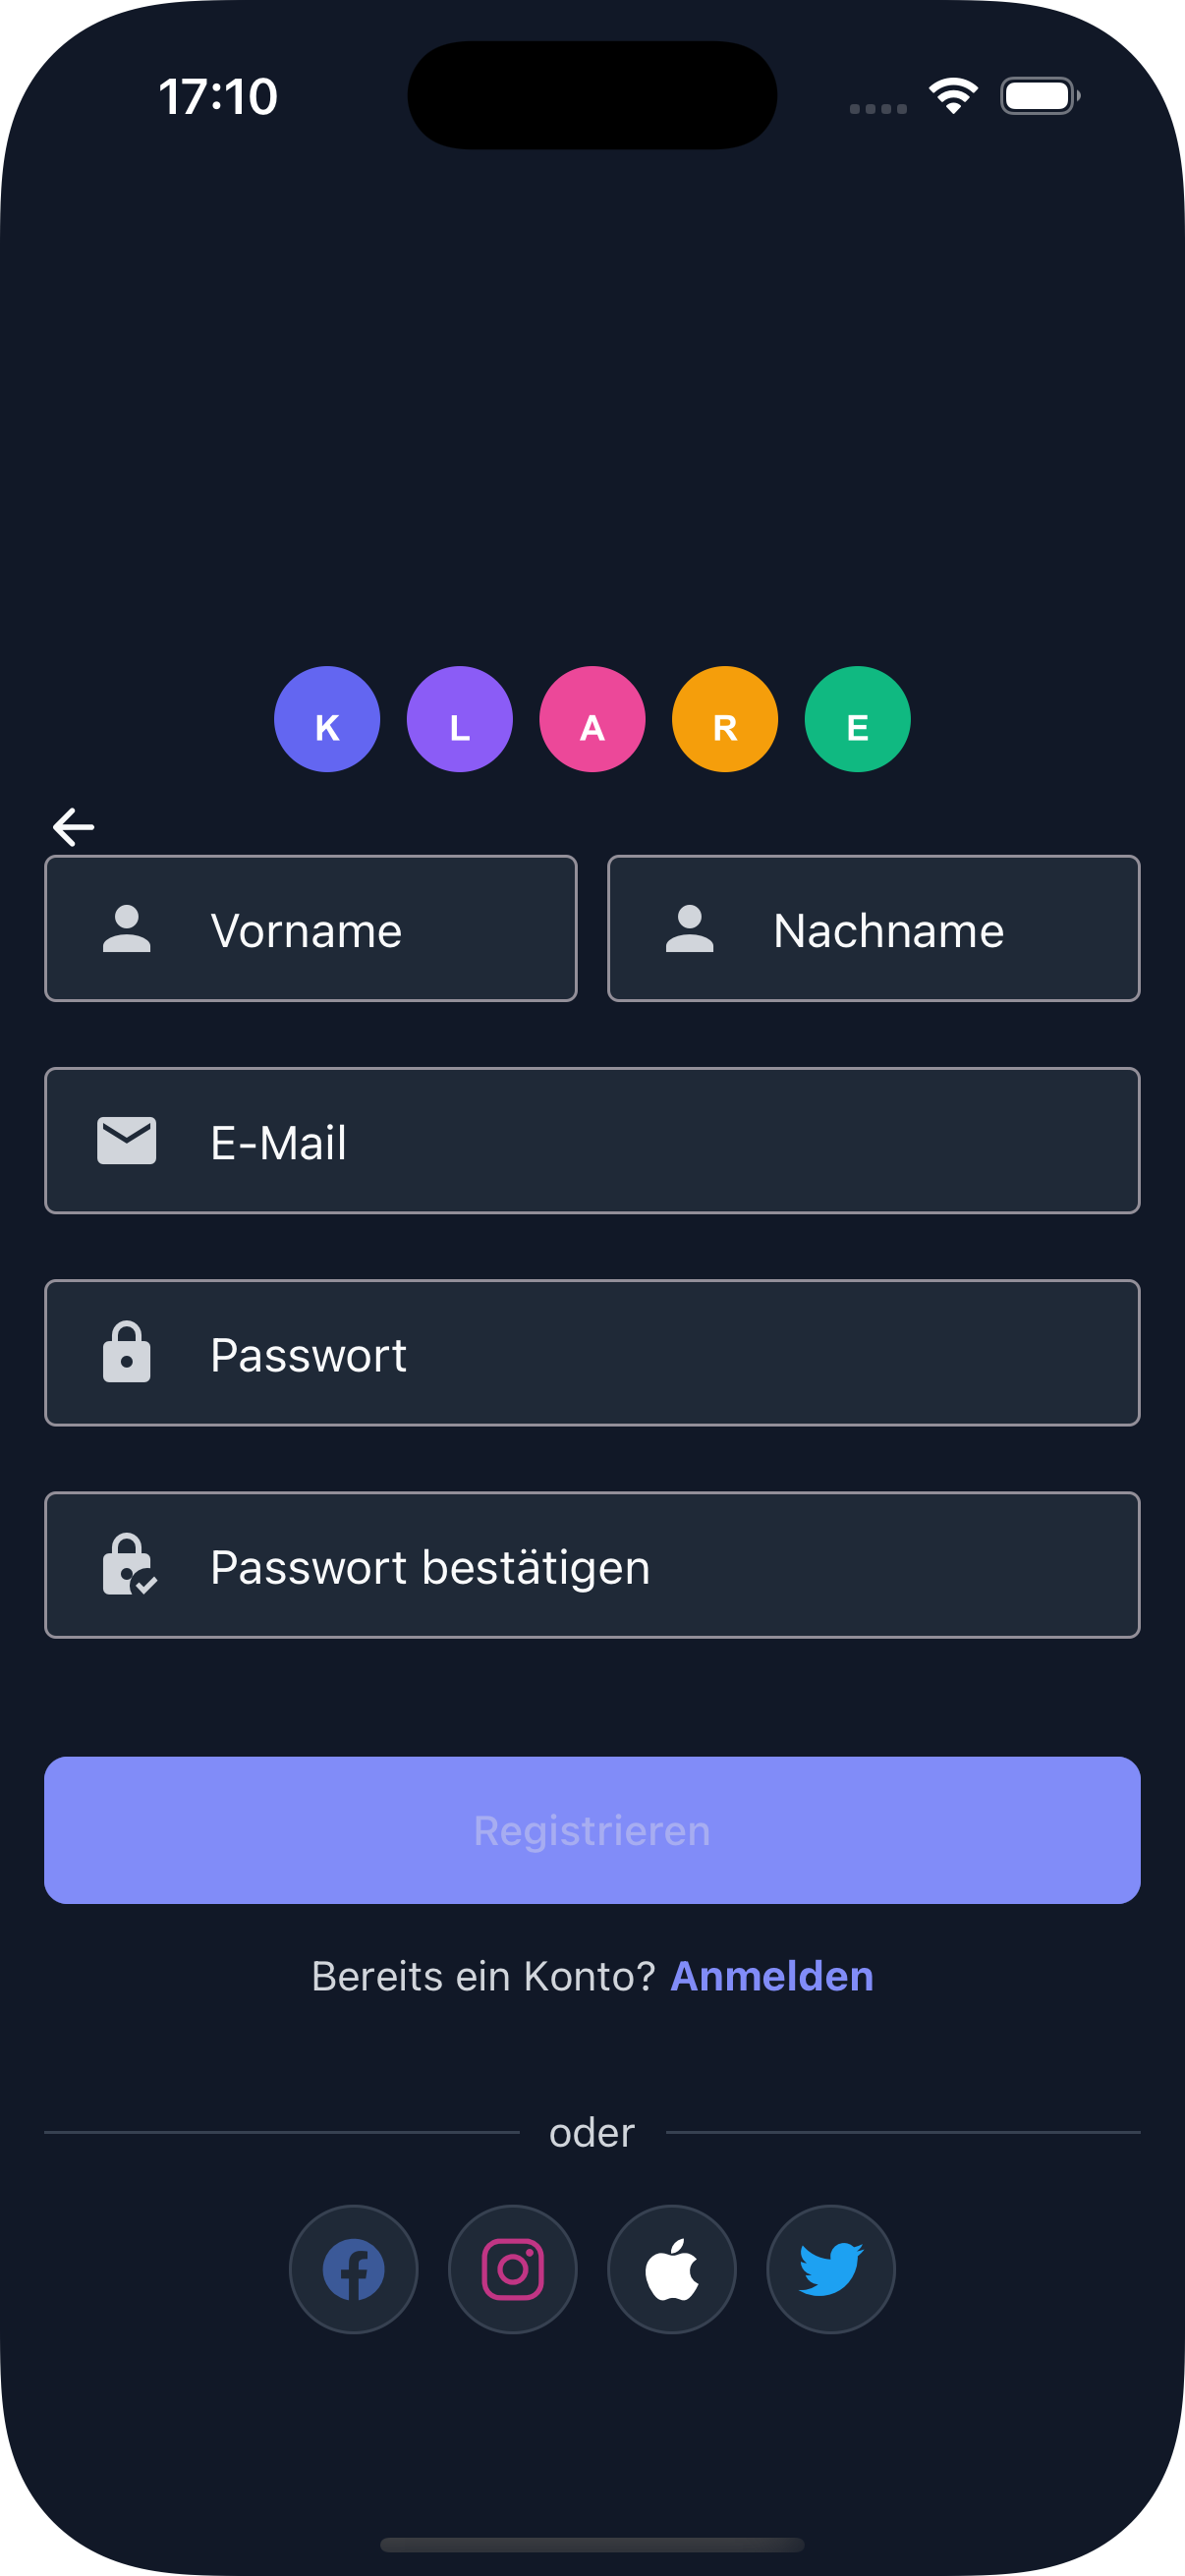 17:10
K L A R E
Vorname Nachname
E-Mail
Passwort
Passwort bestätigen
Registrieren
Bereits ein Konto? Anmelden
oder